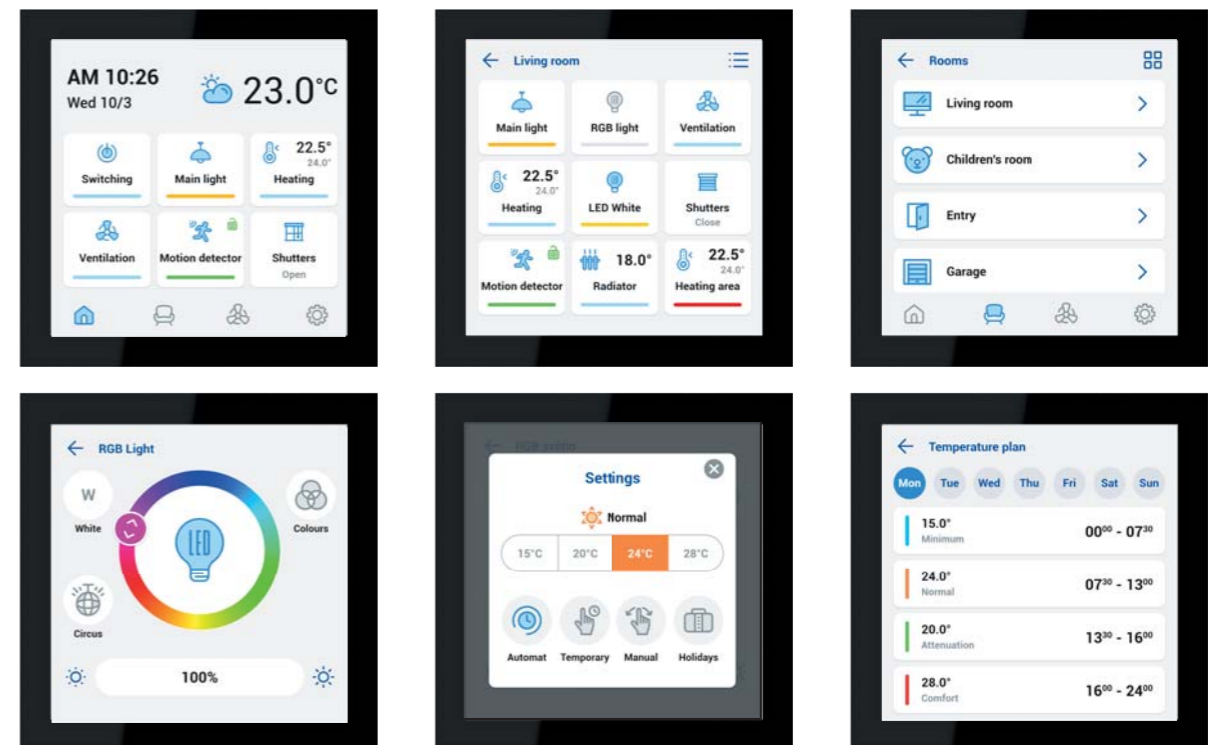 AM 10:26
Wed 10/3
23.0°C
Switching
Main light
22.5°
24.0°
Heating
Ventilation
Motion detector
Shutters
Open
Living room
Main light
RGB light
Ventilation
22.5°
24.0°
Heating
LED White
Shutters
Close
Motion detector
18.0°
Radiator
22.5°
24.0°
Heating area
Rooms
Living room
Children's room
Entry
Garage
RGB Light
W
White
LED
Colours
Circus
100%
RGB světlo
Settings
Normal
15°C 20°C 24°C 28°C
Automat Temporary Manual Holidays
Temperature plan
Mon Tue Wed Thu Fri Sat Sun
15.0°
Minimum
00⁰⁰ - 07³⁰
24.0°
Normal
07³⁰ - 13⁰⁰
20.0°
Attenuation
13³⁰ - 16⁰⁰
28.0°
Comfort
16⁰⁰ - 24⁰⁰